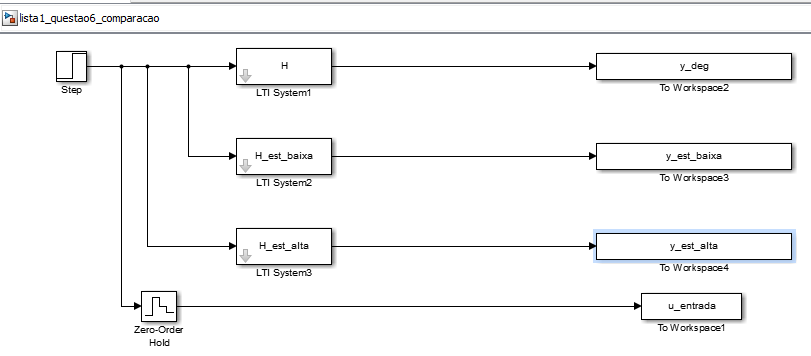 lista1_questao6_comparacao
Step
H
LTI System1
y_deg
To Workspace2
H_est_baixa
LTI System2
y_est_baixa
To Workspace3
H_est_alta
LTI System3
y_est_alta
To Workspace4
Zero-Order
Hold
u_entrada
To Workspace1